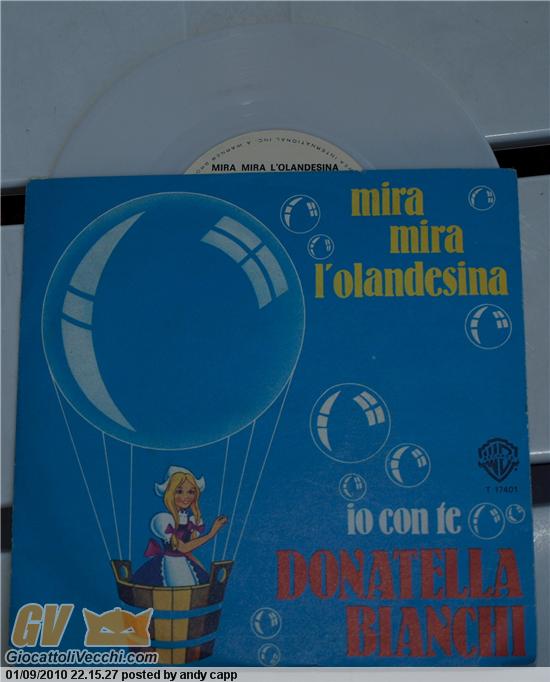 MIRA MIRA L'OLANDESINA
mira
mira
l'olandesina
T 17401
io con te
DONATELLA
BIANCHI
GV
GiocattoliVecchi.com
01/09/2010 22.15.27 posted by andy capp